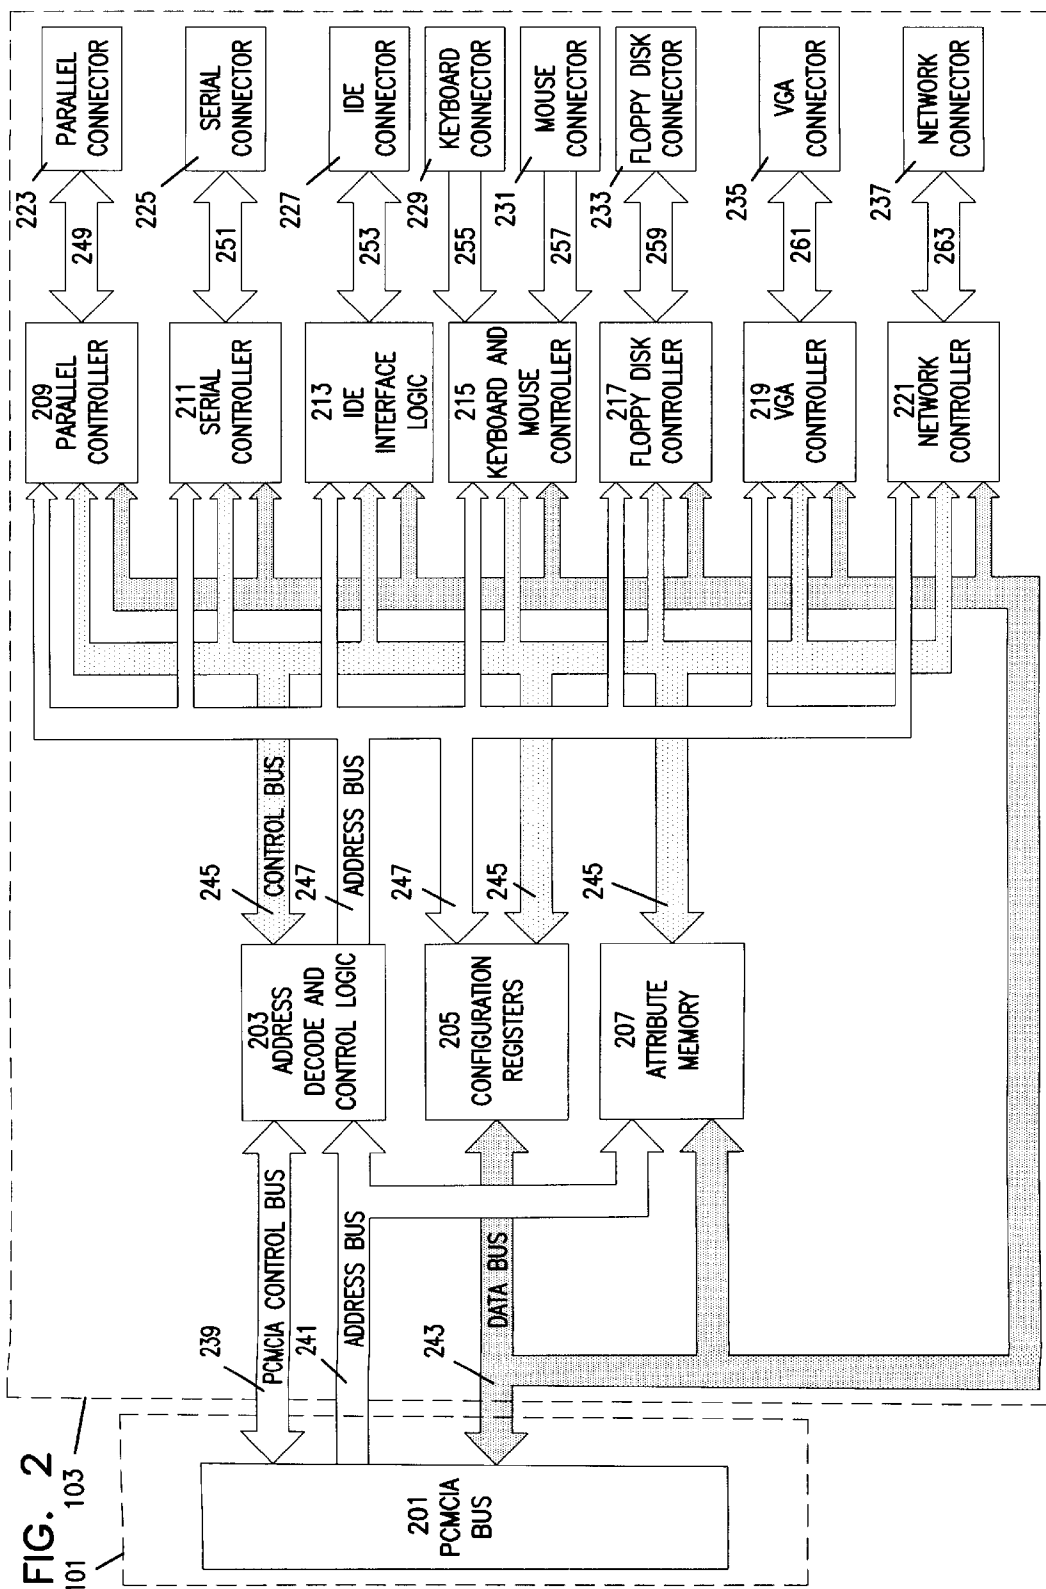 FIG. 2
101
103
201
PCMCIA
BUS
239
PCMCIA CONTROL BUS
241
ADDRESS BUS
243
DATA BUS
203
ADDRESS
DECODE AND
CONTROL LOGIC
205
CONFIGURATION
REGISTERS
207
ATTRIBUTE
MEMORY
245
CONTROL BUS
247
ADDRESS BUS
247
245
245
209
PARALLEL
CONTROLLER
211
SERIAL
CONTROLLER
213
IDE
INTERFACE
LOGIC
215
KEYBOARD AND
MOUSE
CONTROLLER
217
FLOPPY DISK
CONTROLLER
219
VGA
CONTROLLER
221
NETWORK
CONTROLLER
249
251
253
255
257
259
261
263
223
PARALLEL
CONNECTOR
225
SERIAL
CONNECTOR
227
IDE
CONNECTOR
229
KEYBOARD
CONNECTOR
231
MOUSE
CONNECTOR
233
FLOPPY DISK
CONNECTOR
235
VGA
CONNECTOR
237
NETWORK
CONNECTOR